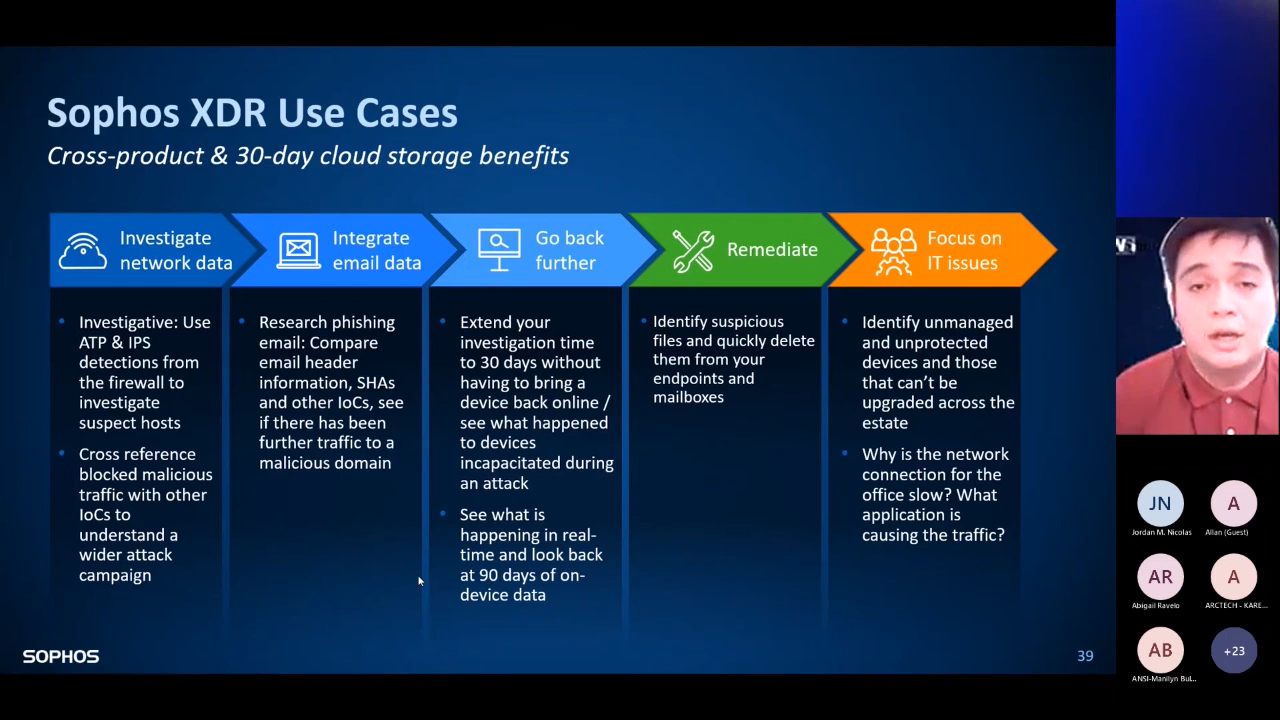 Sophos XDR Use Cases
Cross-product & 30-day cloud storage benefits
Investigate
network data
Integrate
email data
Go back
further
Remediate
Focus on
IT issues
• Investigative: Use
ATP & IPS
detections from
the firewall to
investigate
suspect hosts
• Cross reference
blocked malicious
traffic with other
IoCs to
understand a
wider attack
campaign
• Research phishing
email: Compare
email header
information, SHAs
and other IoCs, see
if there has been
further traffic to a
malicious domain
• Extend your
investigation time
to 30 days without
having to bring a
device back online /
see what happened
to devices
incapacitated during
an attack
• See what is
happening in real-
time and look back
at 90 days of on-
device data
• Identify suspicious
files and quickly delete
them from your
endpoints and
mailboxes
• Identify unmanaged
and unprotected
devices and those
that can’t be
upgraded across the
estate
• Why is the network
connection for the
office slow? What
application is
causing the traffic?
SOPHOS
39
JN
Jordan M. Nicolas
A
Allan (Guest)
AR
Abigail Ravelo
A
ARCTECH - KARE...
AB
ANSI-Manilyn Bul...
+23